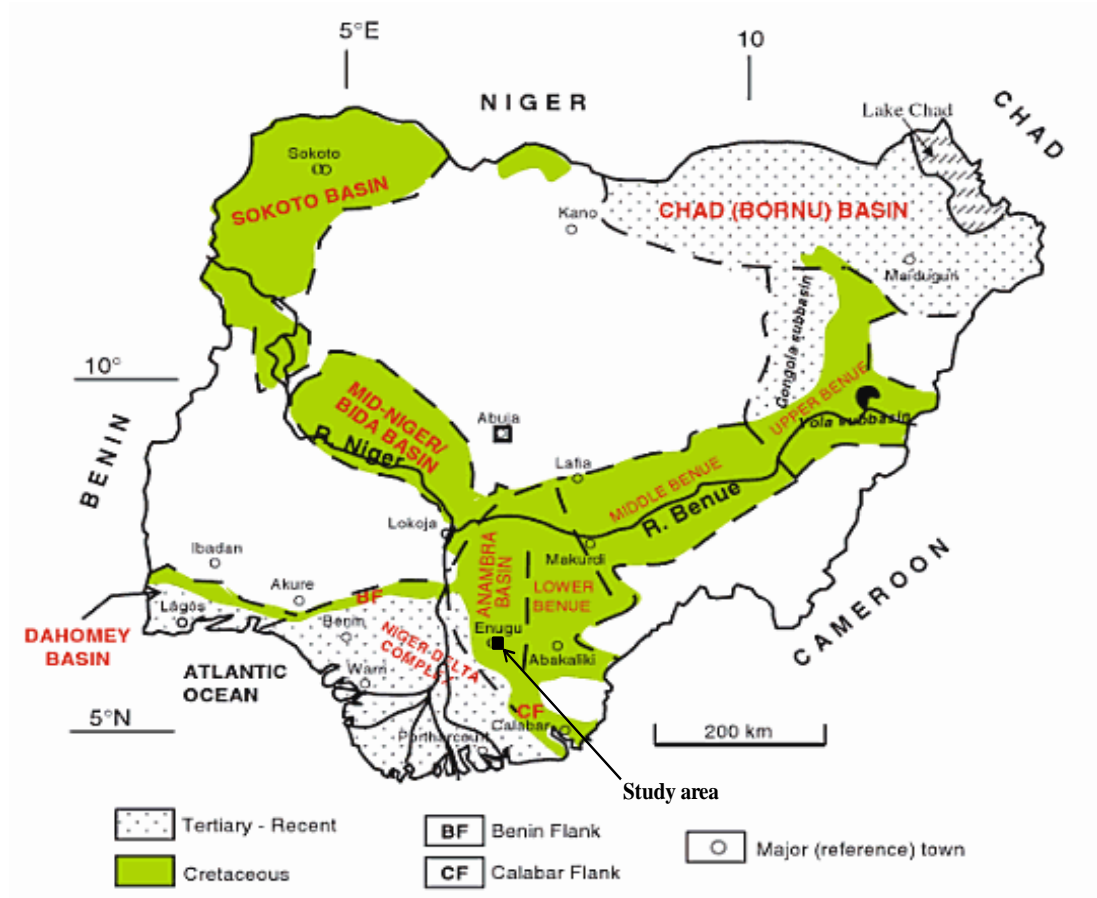 5°E
10
NIGER
Lake Chad
CHAD
Sokoto
SOKOTO BASIN
Kano
CHAD (BORNU) BASIN
Maiduguri
Gongola subbasin
10°
MID-NIGER/
BIDA BASIN
R. Niger
Abuja
UPPER BENUE
Yola subbasin
BENIN
Lafia
MIDDLE BENUE
R. Benue
Lokoja
Makurdi
Ibadan
ANAMBRA
BASIN
LOWER
BENUE
CAMEROON
Akure
BF
Lagos
Benin
NIGER DELTA
COMPLEX
Enugu
DAHOMEY
BASIN
Abakaliki
ATLANTIC
OCEAN
Warri
5°N
CF
Calabar
Portharcourt
200 km
Study area
Tertiary - Recent
BF
Benin Flank
Major (reference) town
Cretaceous
CF
Calabar Flank